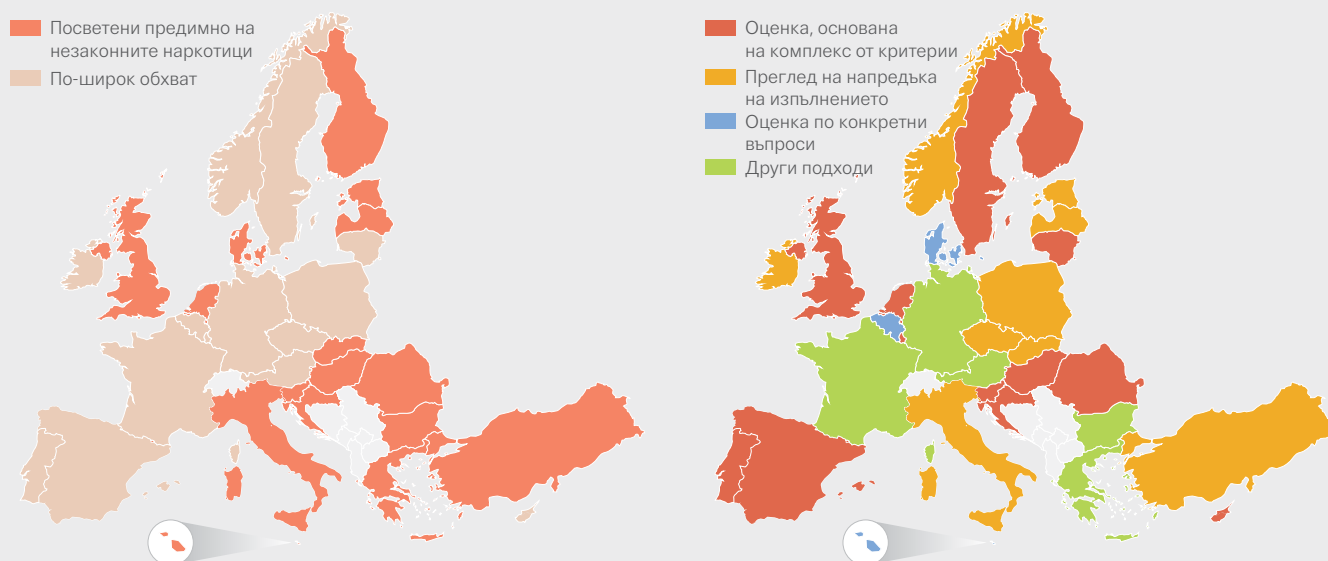 Посветени предимно на
незаконните наркотици
По-широк обхват
Оценка, основана
на комплекс от критерии
Преглед на напредъка
на изпълнението
Оценка по конкретни
въпроси
Други подходи